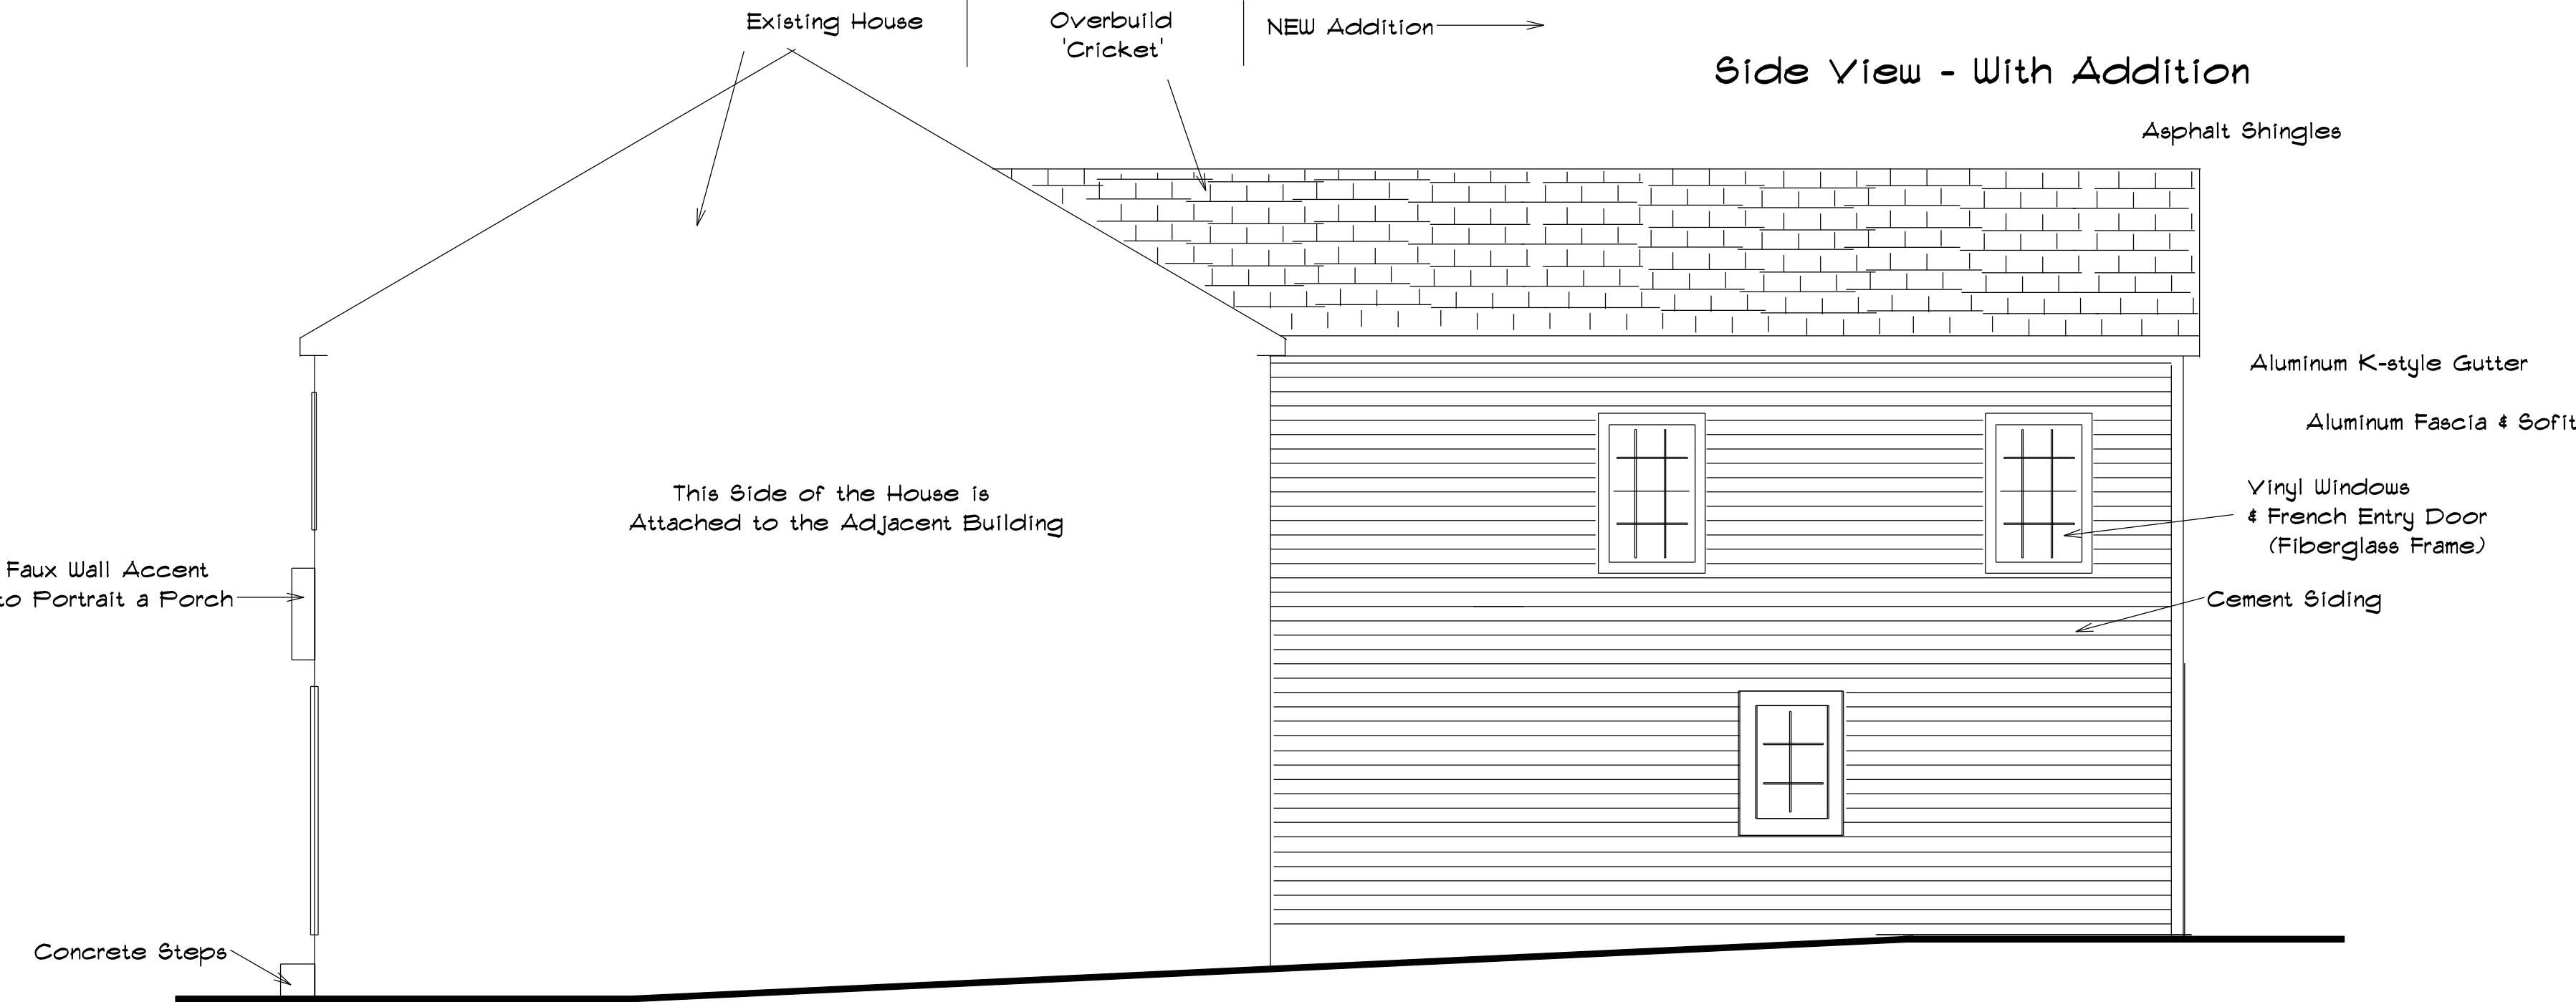 Existing House
Overbuild
'Cricket'
NEW Addition
Side View - With Addition
Asphalt Shingles
Aluminum K-style Gutter
Aluminum Fascia & Sofit
This Side of the House is
Attached to the Adjacent Building
Vinyl Windows
& French Entry Door
(Fiberglass Frame)
Faux Wall Accent
to Portrait a Porch
Cement Siding
Concrete Steps